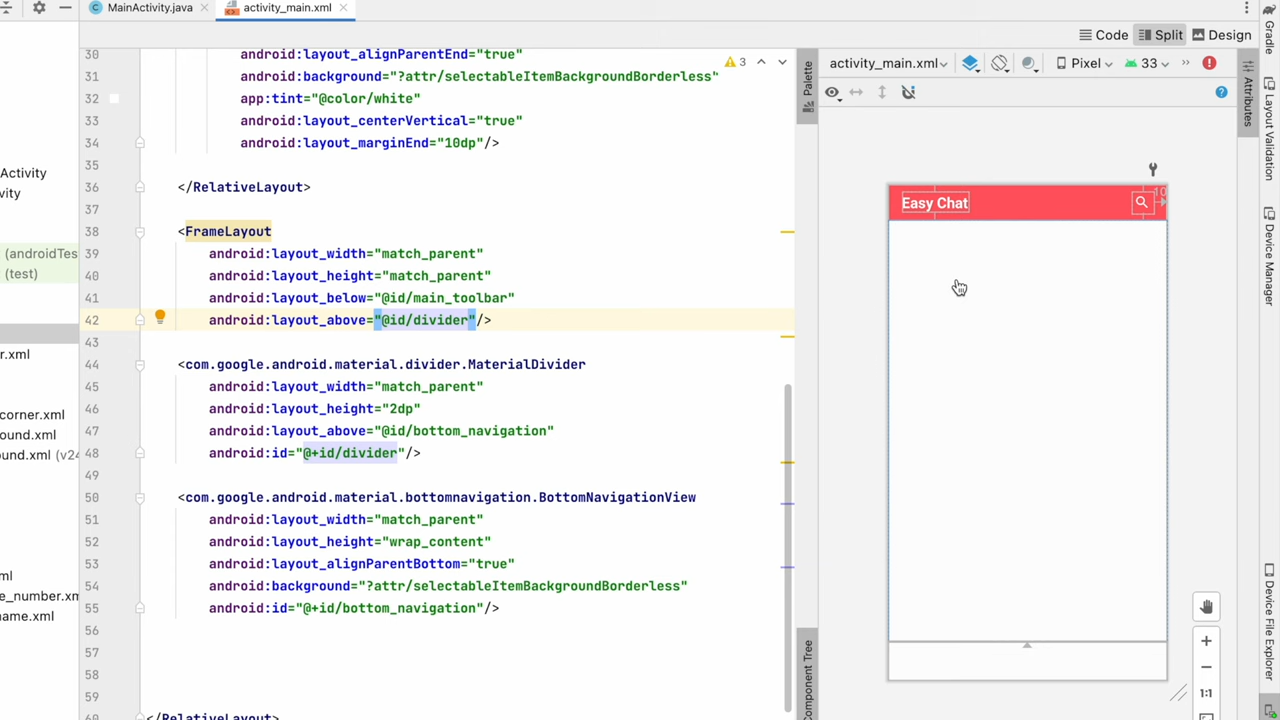 MainActivity.java
activity_main.xml
Code
Split
Design
30 android:layout_alignParentEnd="true"
31 android:background="?attr/selectableItemBackgroundBorderless"
32 app:tint="@color/white"
33 android:layout_centerVertical="true"
34 android:layout_marginEnd="10dp"/>
35
36 </RelativeLayout>
37
38 <FrameLayout
39 android:layout_width="match_parent"
40 android:layout_height="match_parent"
41 android:layout_below="@id/main_toolbar"
42 android:layout_above="@id/divider"/>
43
44 <com.google.android.material.divider.MaterialDivider
45 android:layout_width="match_parent"
46 android:layout_height="2dp"
47 android:layout_above="@id/bottom_navigation"
48 android:id="@+id/divider"/>
49
50 <com.google.android.material.bottomnavigation.BottomNavigationView
51 android:layout_width="match_parent"
52 android:layout_height="wrap_content"
53 android:layout_alignParentBottom="true"
54 android:background="?attr/selectableItemBackgroundBorderless"
55 android:id="@+id/bottom_navigation"/>
56
57
58
59
60 </RelativeLayout>
3
Activity
vity
(androidTes
(test)
r.xml
corner.xml
ound.xml
ound.xml (v24
ml
e_number.xm
name.xml
Palette
Component Tree
activity_main.xml
Pixel
33
Easy Chat
10
1:1
Attributes
Gradle
Layout Validation
Device Manager
Device File Explorer